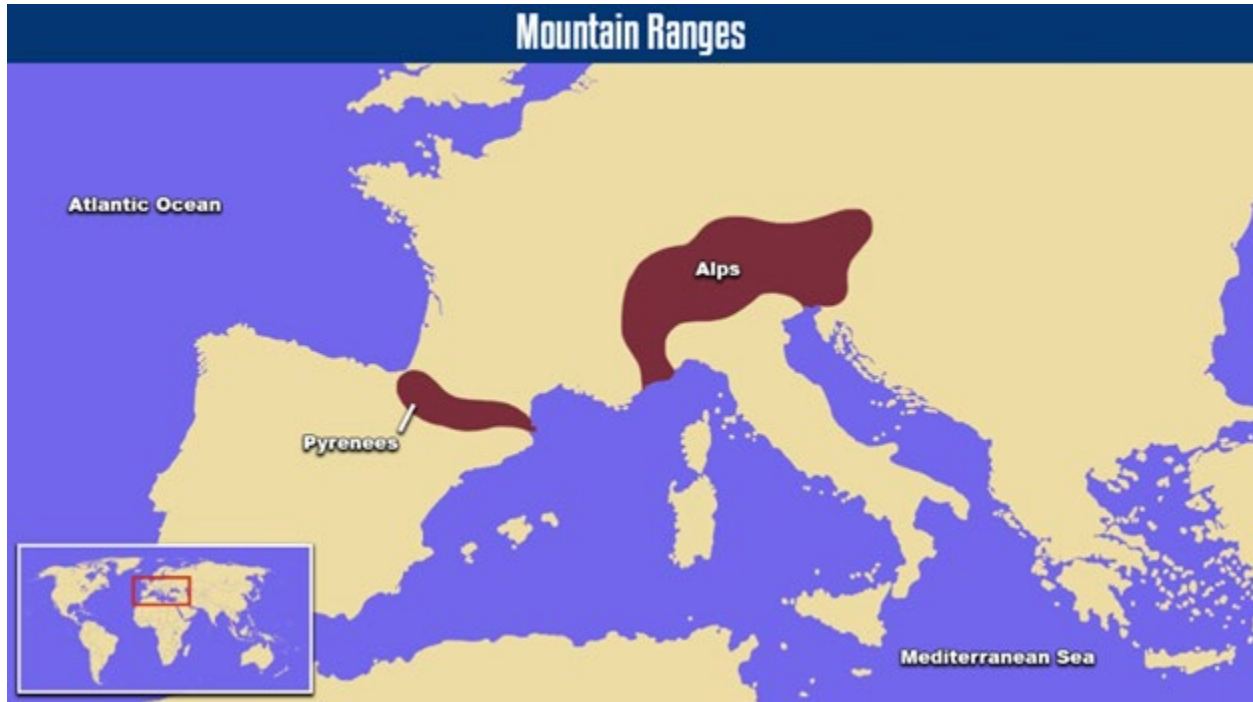 Mountain Ranges
Atlantic Ocean
Alps
Pyrenees
Mediterranean Sea